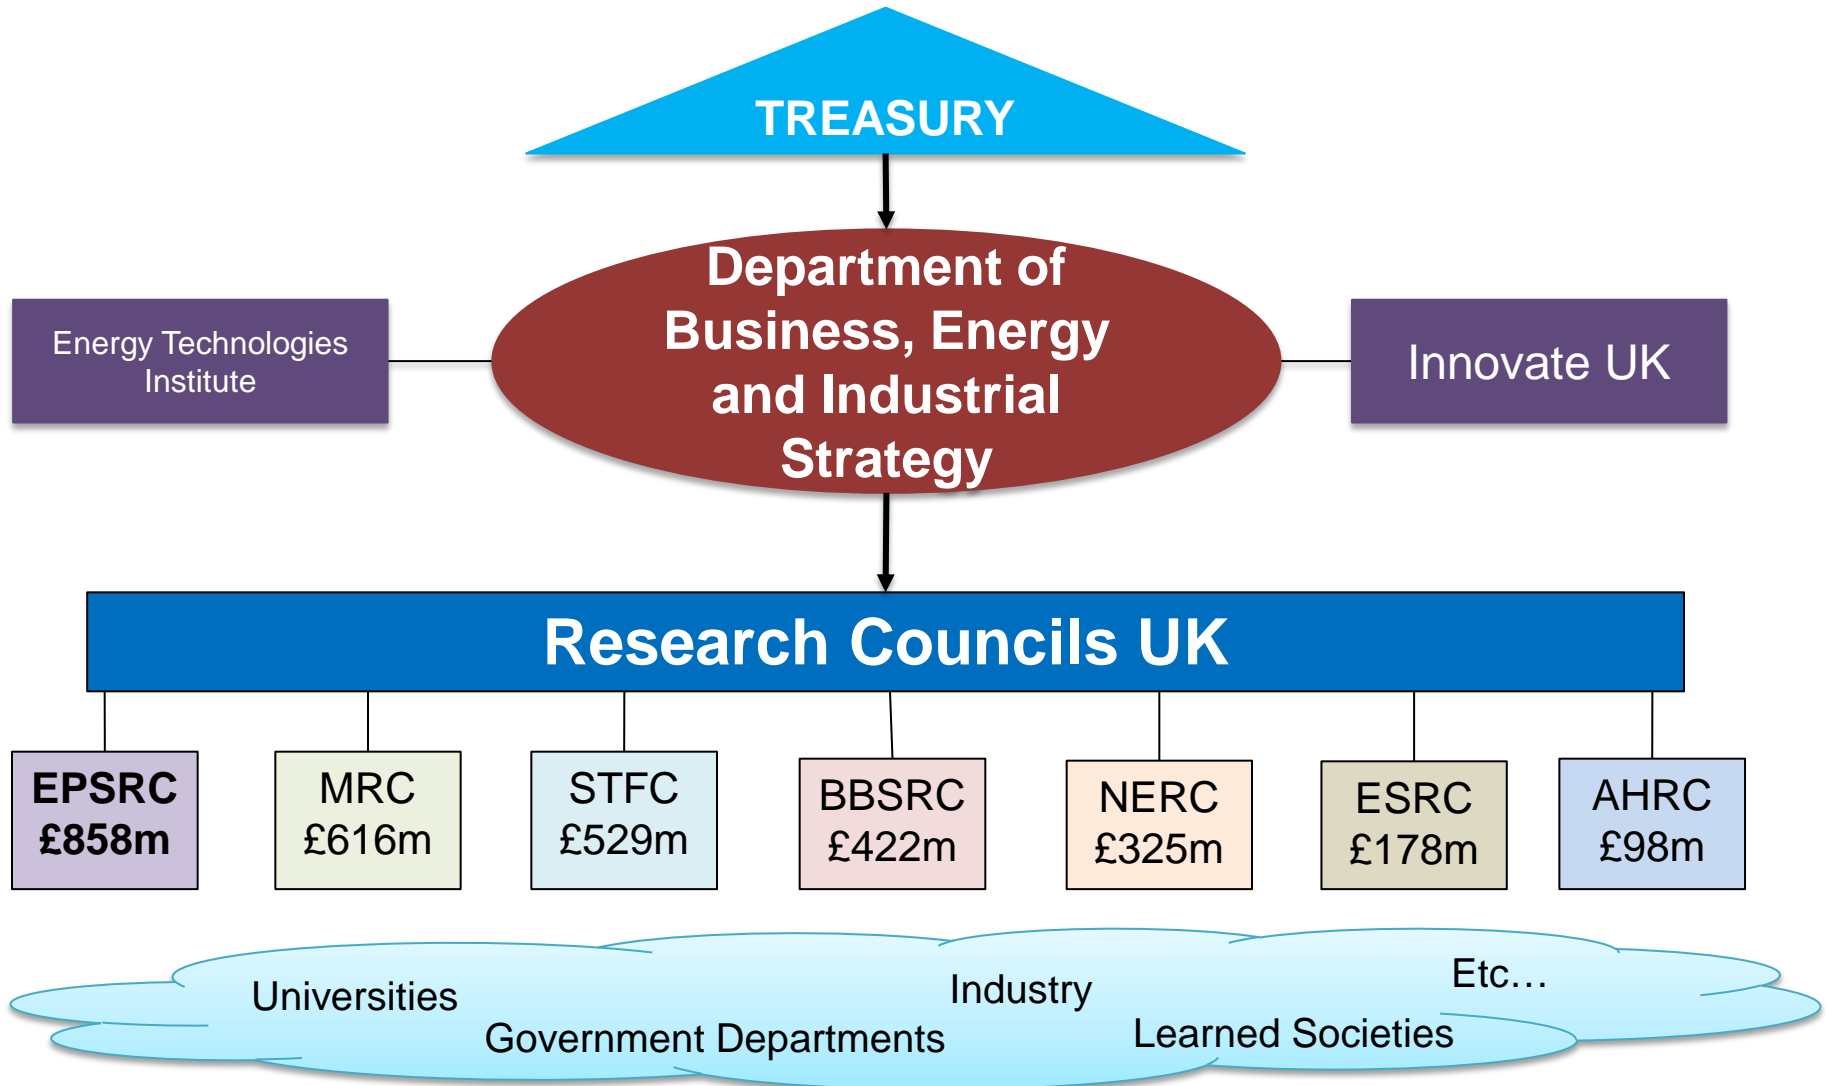 TREASURY
Department of
Business, Energy
and Industrial
Strategy
Energy Technologies
Institute
Innovate UK
Research Councils UK
EPSRC
£858m
MRC
£616m
STFC
£529m
BBSRC
£422m
NERC
£325m
ESRC
£178m
AHRC
£98m
Universities
Industry
Etc…
Government Departments
Learned Societies